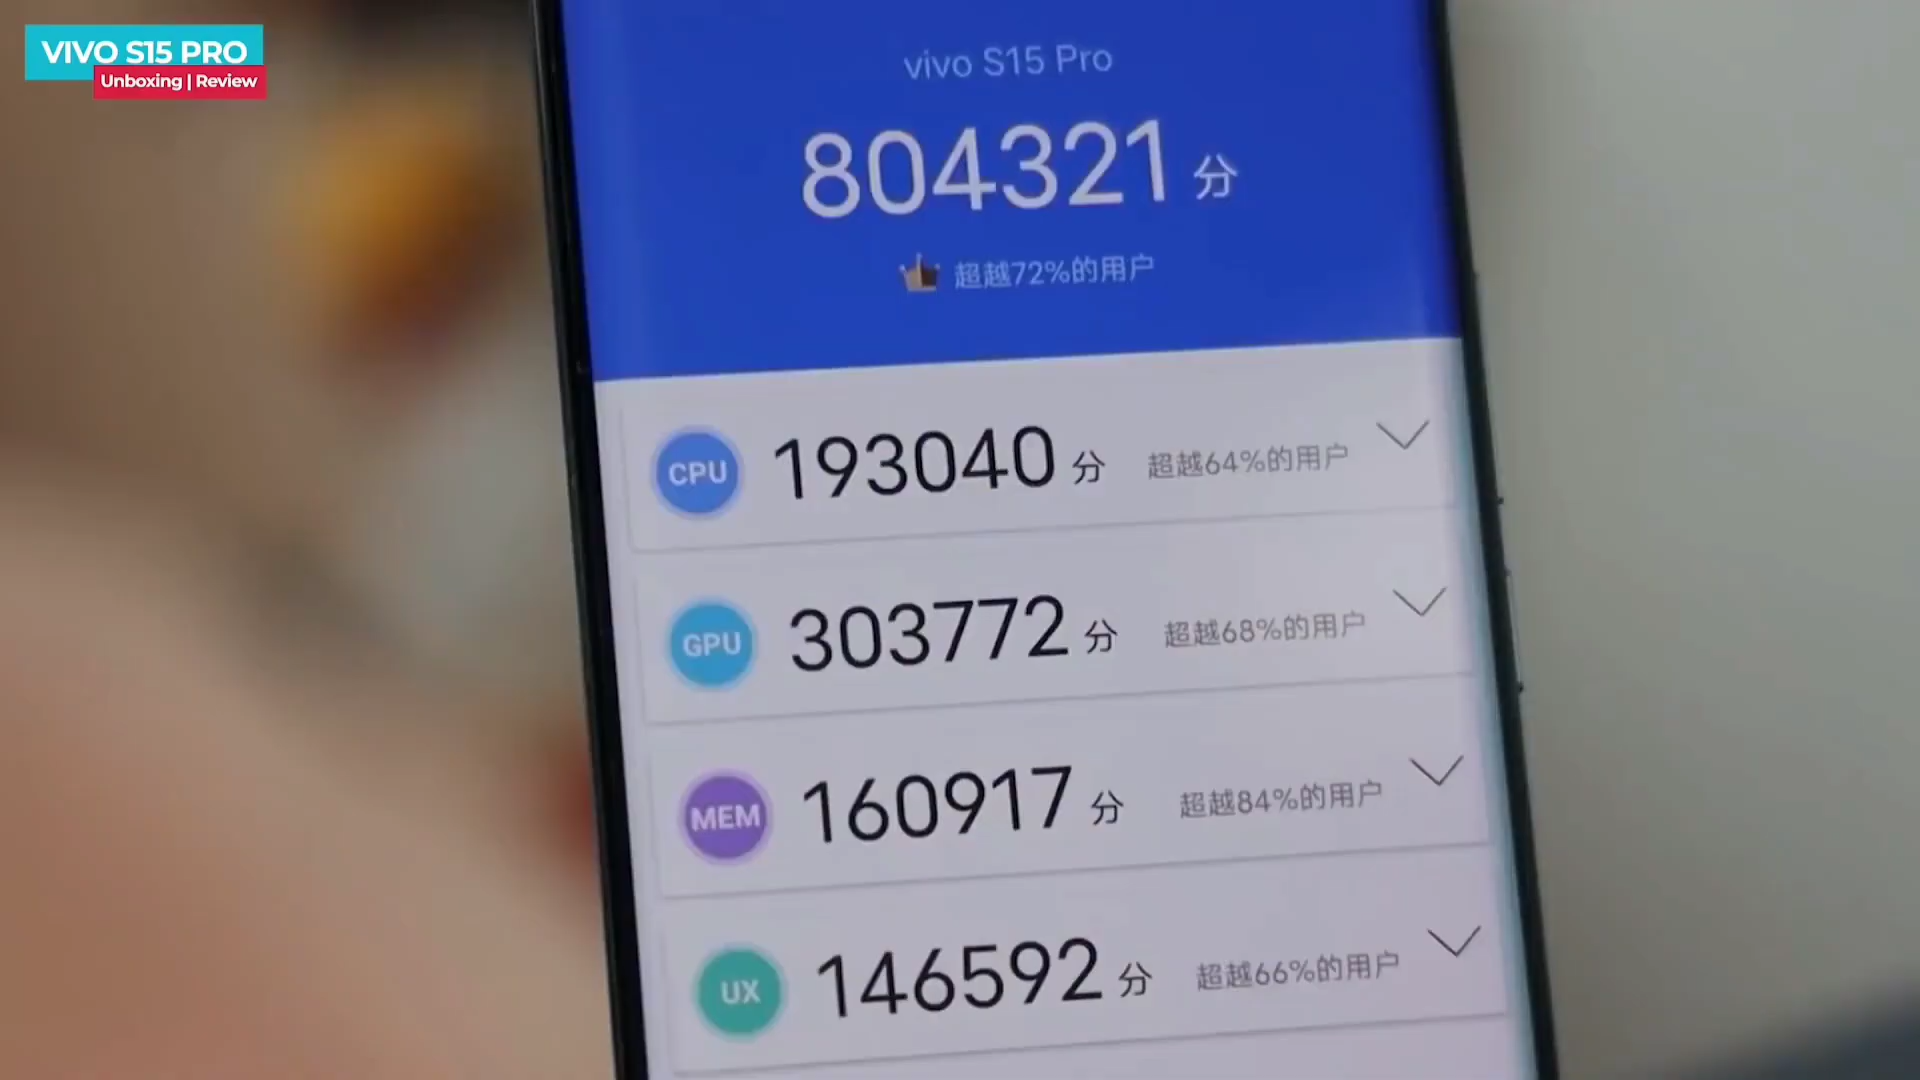 VIVO S15 PRO
Unboxing | Review
vivo S15 Pro
804321 分
超越72%的用户
CPU 193040 分 超越64%的用户
GPU 303772 分 超越68%的用户
MEM 160917 分 超越84%的用户
UX 146592 分 超越66%的用户